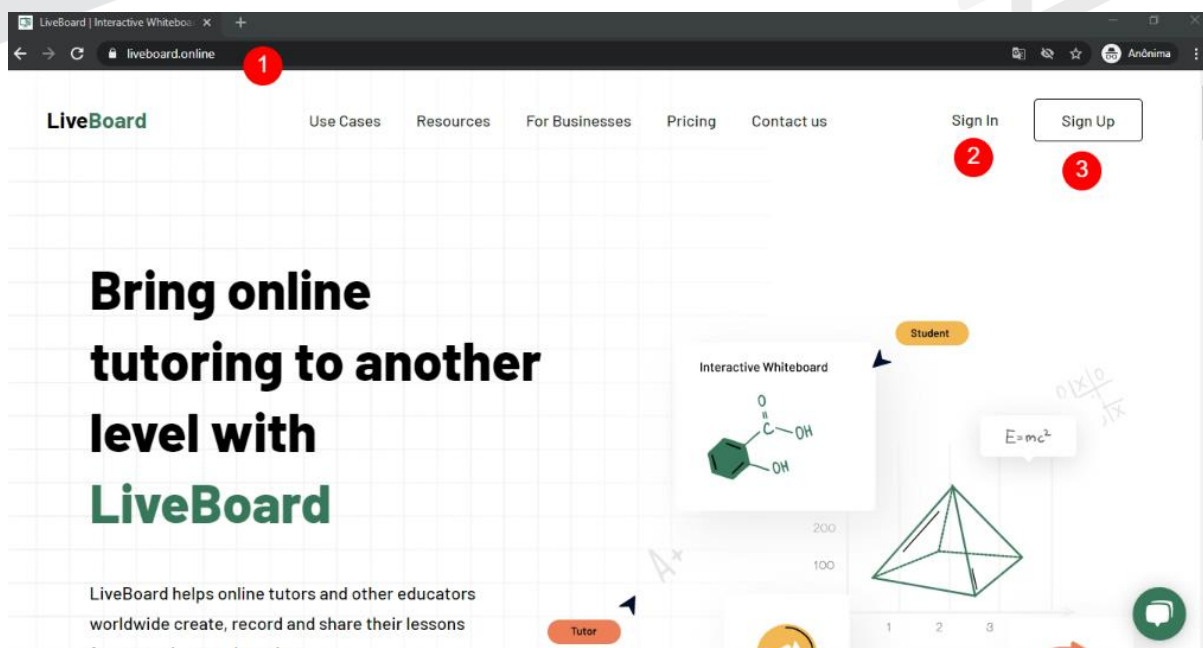 LiveBoard | Interactive Whiteboa
liveboard.online
Anônima
1
LiveBoard
Use Cases Resources For Businesses Pricing Contact us Sign In Sign Up
2
3
Bring online
tutoring to another
level with
LiveBoard
Student
Interactive Whiteboard
O
C OH
OH
E=mc²
200
100
A+
LiveBoard helps online tutors and other educators
worldwide create, record and share their lessons
Tutor
1 2 3